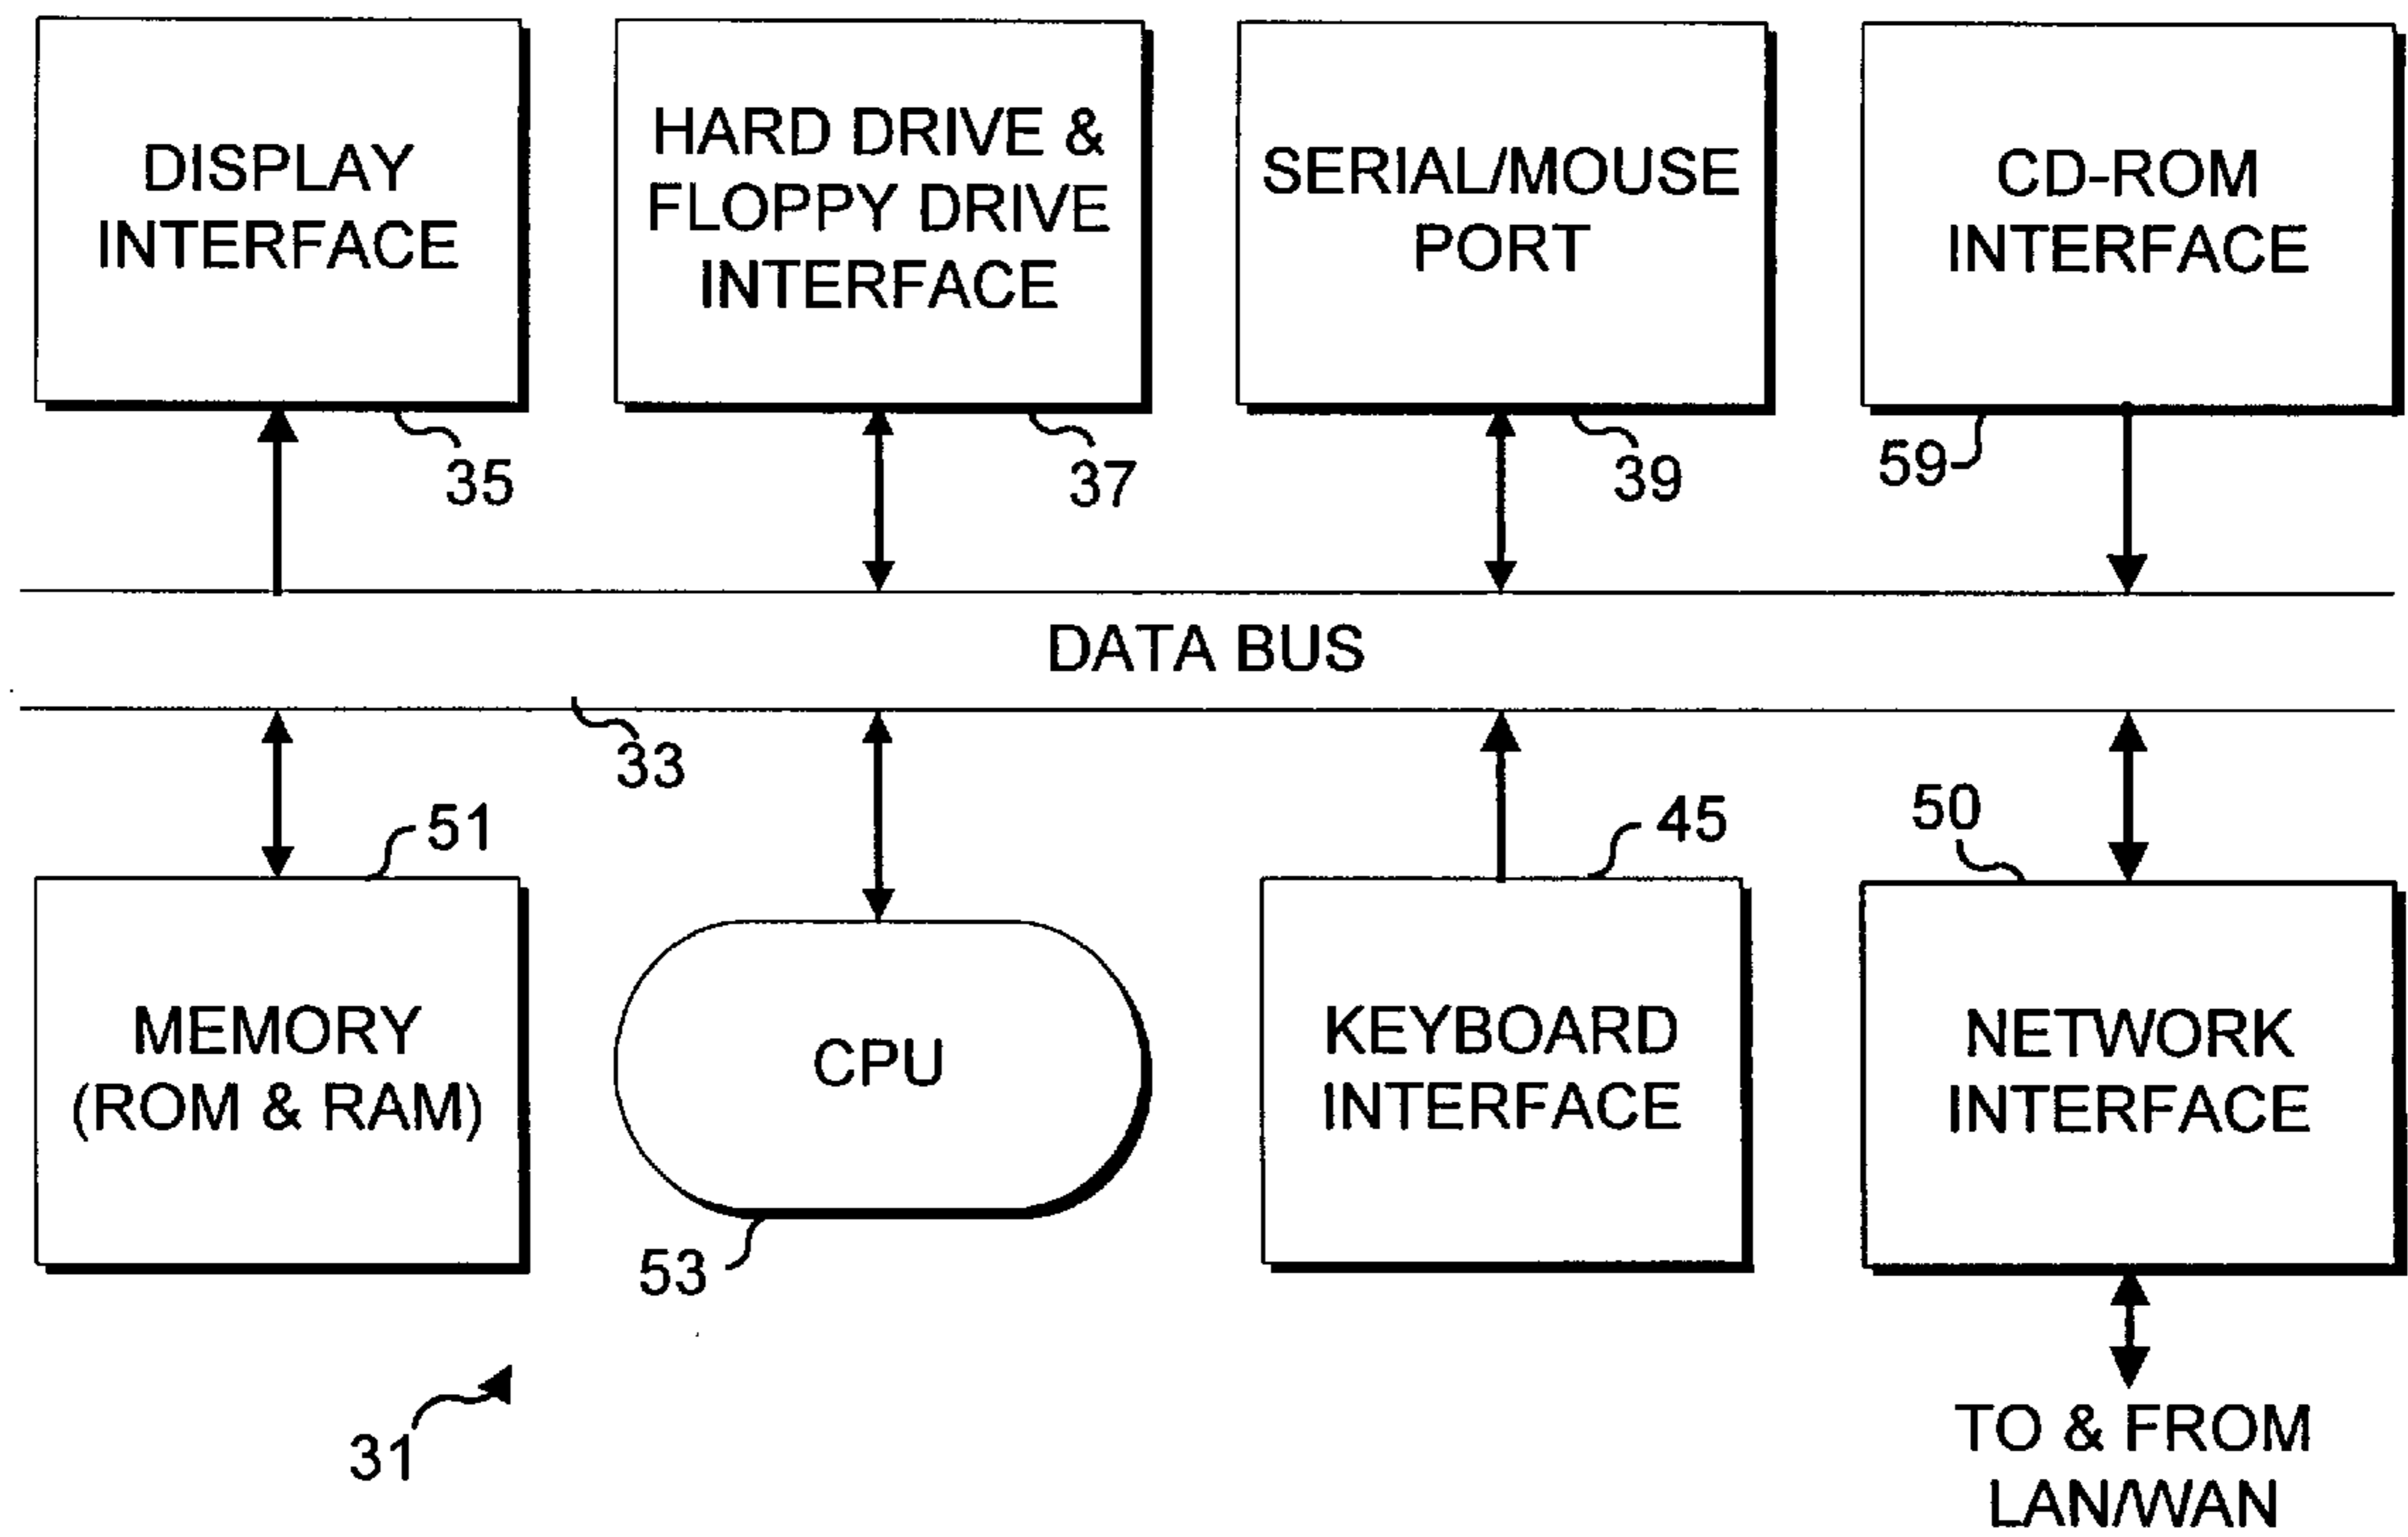 DISPLAY
INTERFACE
35
HARD DRIVE &
FLOPPY DRIVE
INTERFACE
37
SERIAL/MOUSE
PORT
39
CD-ROM
INTERFACE
59
DATA BUS
33
51
MEMORY
(ROM & RAM)
CPU
53
45
KEYBOARD
INTERFACE
50
NETWORK
INTERFACE
TO & FROM
LAN/WAN
31